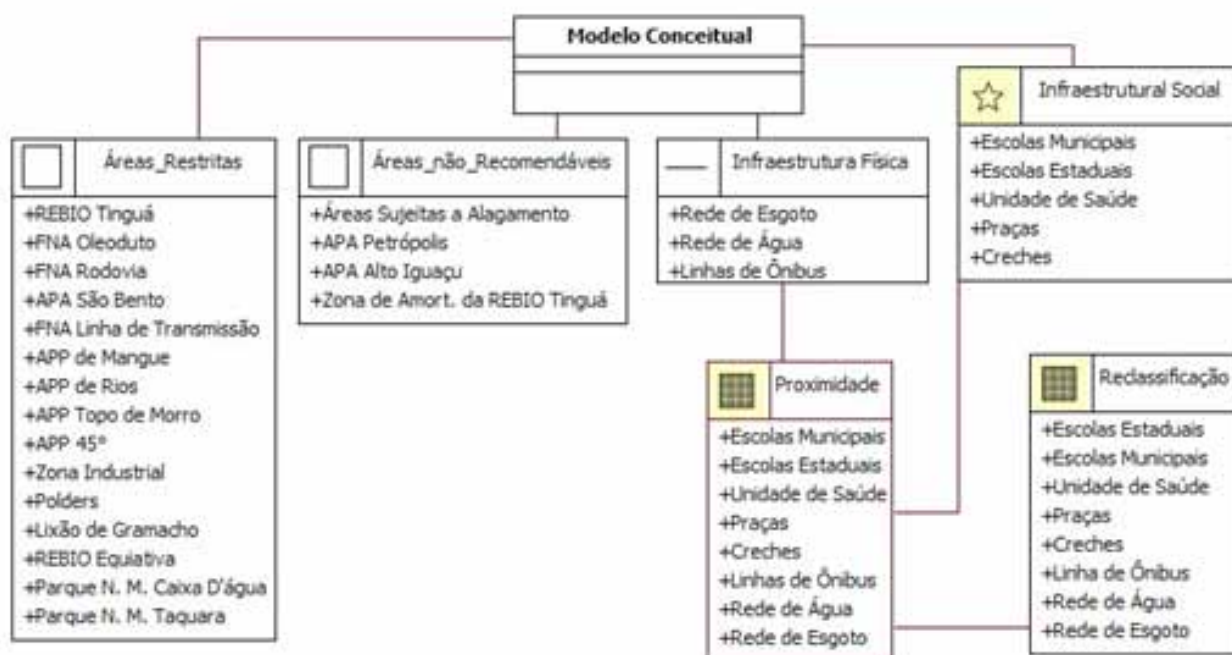 Modelo Conceitual
Áreas_Restritas
+REBIO Tinguá
+FNA Oleoduto
+FNA Rodovia
+APA São Bento
+FNA Linha de Transmissão
+APP de Mangue
+APP de Rios
+APP Topo de Morro
+APP 45°
+Zona Industrial
+Polders
+Lixão de Gramacho
+REBIO Equiativa
+Parque N. M. Caixa D'água
+Parque N. M. Taquara
Áreas_não_Recomendáveis
+Áreas Sujeitas a Alagamento
+APA Petrópolis
+APA Alto Iguaçu
+Zona de Amort. da REBIO Tinguá
Infraestrutura Física
+Rede de Esgoto
+Rede de Água
+Linhas de Ônibus
Infraestrutural Social
+Escolas Municipais
+Escolas Estaduais
+Unidade de Saúde
+Praças
+Creches
Proximidade
+Escolas Municipais
+Escolas Estaduais
+Unidade de Saúde
+Praças
+Creches
+Linhas de Ônibus
+Rede de Água
+Rede de Esgoto
Reclassificação
+Escolas Estaduais
+Escolas Municipais
+Unidade de Saúde
+Praças
+Creches
+Linha de Ônibus
+Rede de Água
+Rede de Esgoto